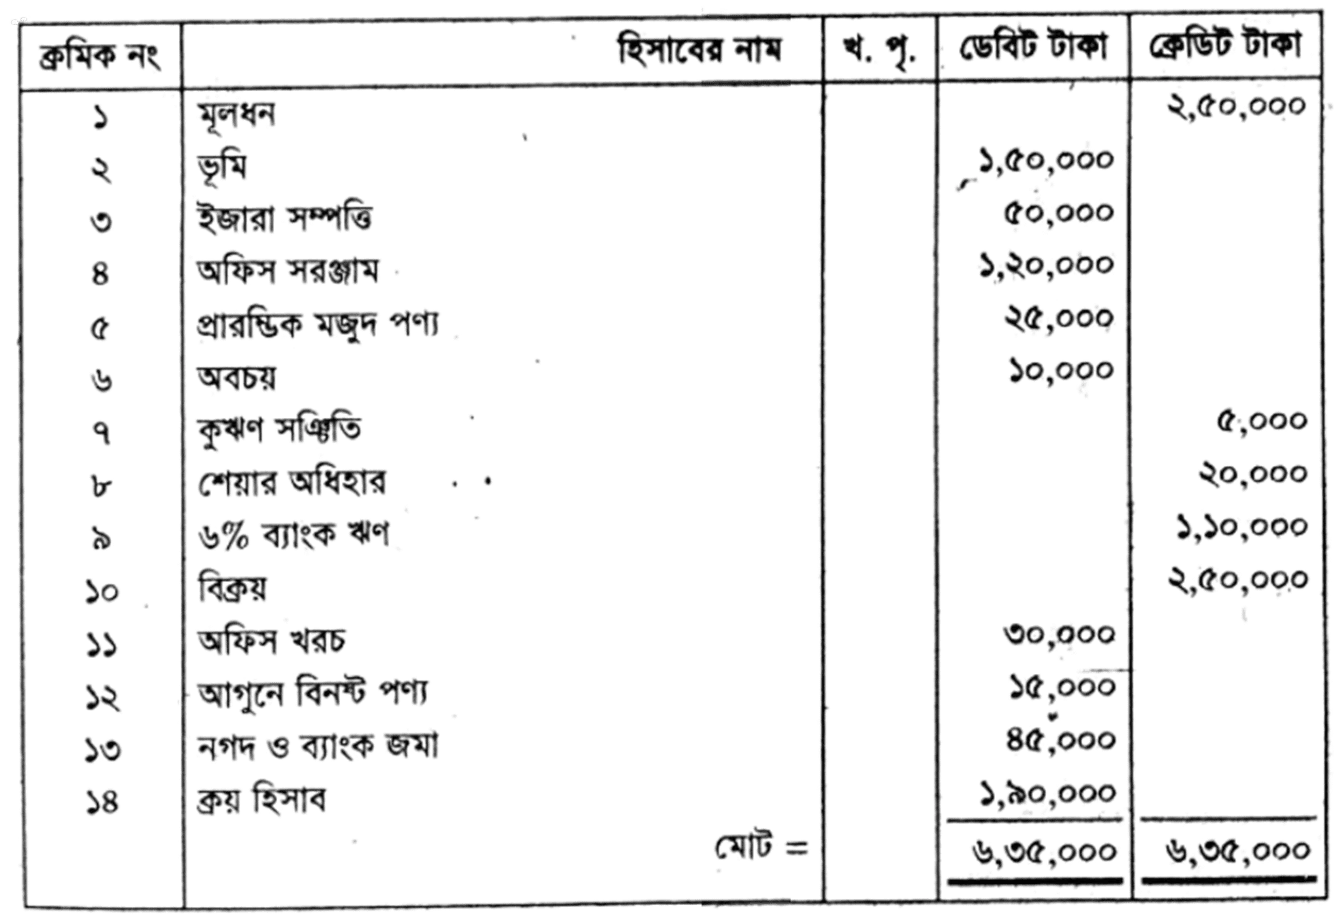 ক্রমিক নং হিসাবের নাম খ. পৃ. ডেবিট টাকা ক্রেডিট টাকা
১ মূলধন ২,৫০,০০০
২ ভূমি ১,৫০,০০০
৩ ইজারা সম্পত্তি ৫০,০০০
৪ অফিস সরঞ্জাম ১,২০,০০০
৫ প্রারম্ভিক মজুদ পণ্য ২৫,০০০
৬ অবচয় ১০,০০০
৭ কুঋণ সঞ্চিতি ৫,০০০
৮ শেয়ার অধিহার ২০,০০০
৯ ৬% ব্যাংক ঋণ ১,১০,০০০
১০ বিক্রয় ২,৫০,০০০
১১ অফিস খরচ ৩০,০০০
১২ আগুনে বিনষ্ট পণ্য ১৫,০০০
১৩ নগদ ও ব্যাংক জমা ৪৫,০০০
১৪ ক্রয় হিসাব ১,৯০,০০০
মোট = ৬,৩৫,০০০ ৬,৩৫,০০০